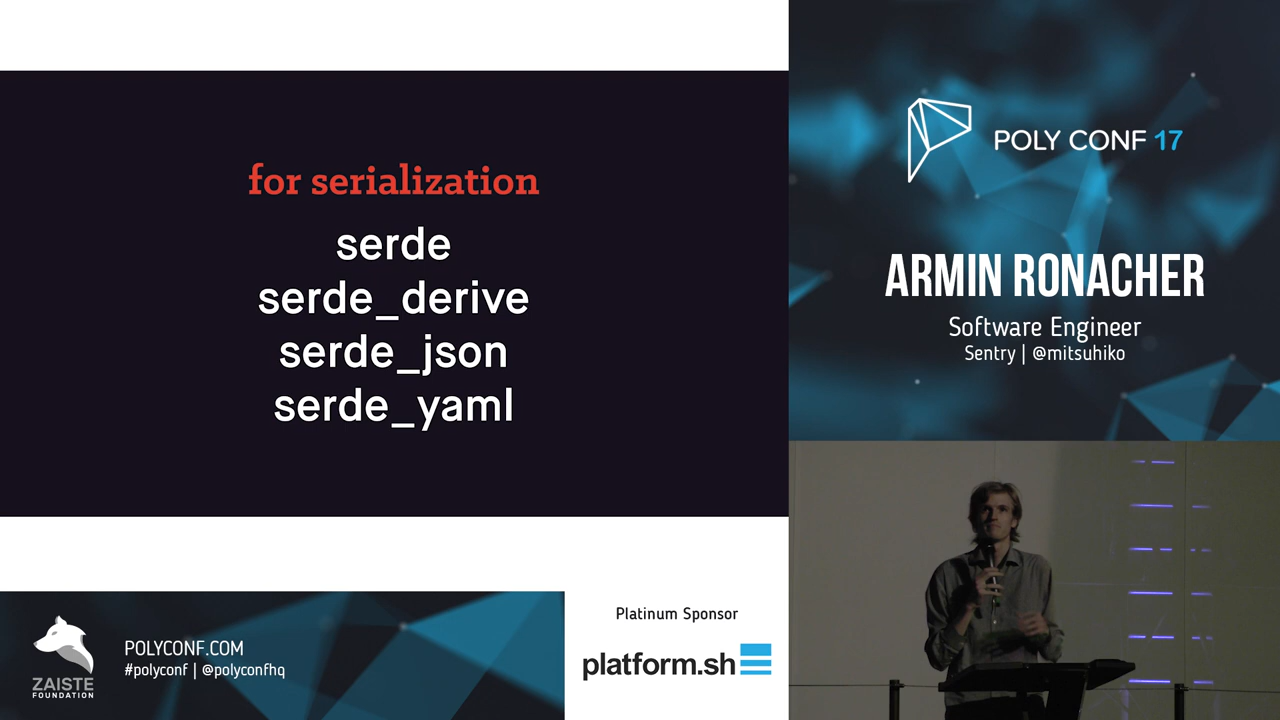 for serialization
serde
serde_derive
serde_json
serde_yaml
POLY CONF 17
ARMIN RONACHER
Software Engineer
Sentry | @mitsuhiko
ZAISTE
FOUNDATION
POLYCONF.COM
#polyconf | @polyconfhq
Platinum Sponsor
platform.sh